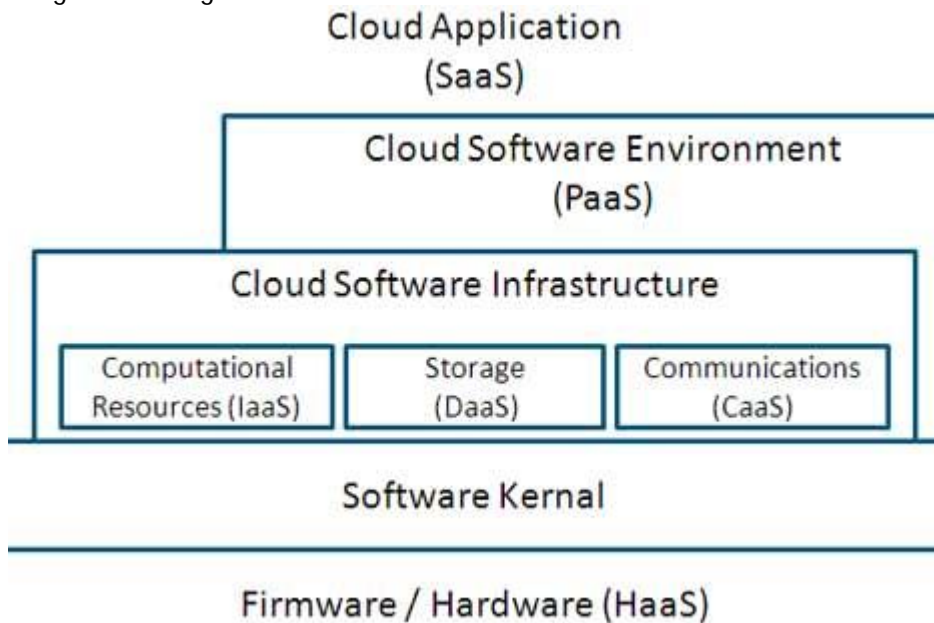 Cloud Application
(SaaS)
Cloud Software Environment
(PaaS)
Cloud Software Infrastructure
Computational
Resources (IaaS)
Storage
(DaaS)
Communications
(CaaS)
Software Kernal
Firmware / Hardware (HaaS)